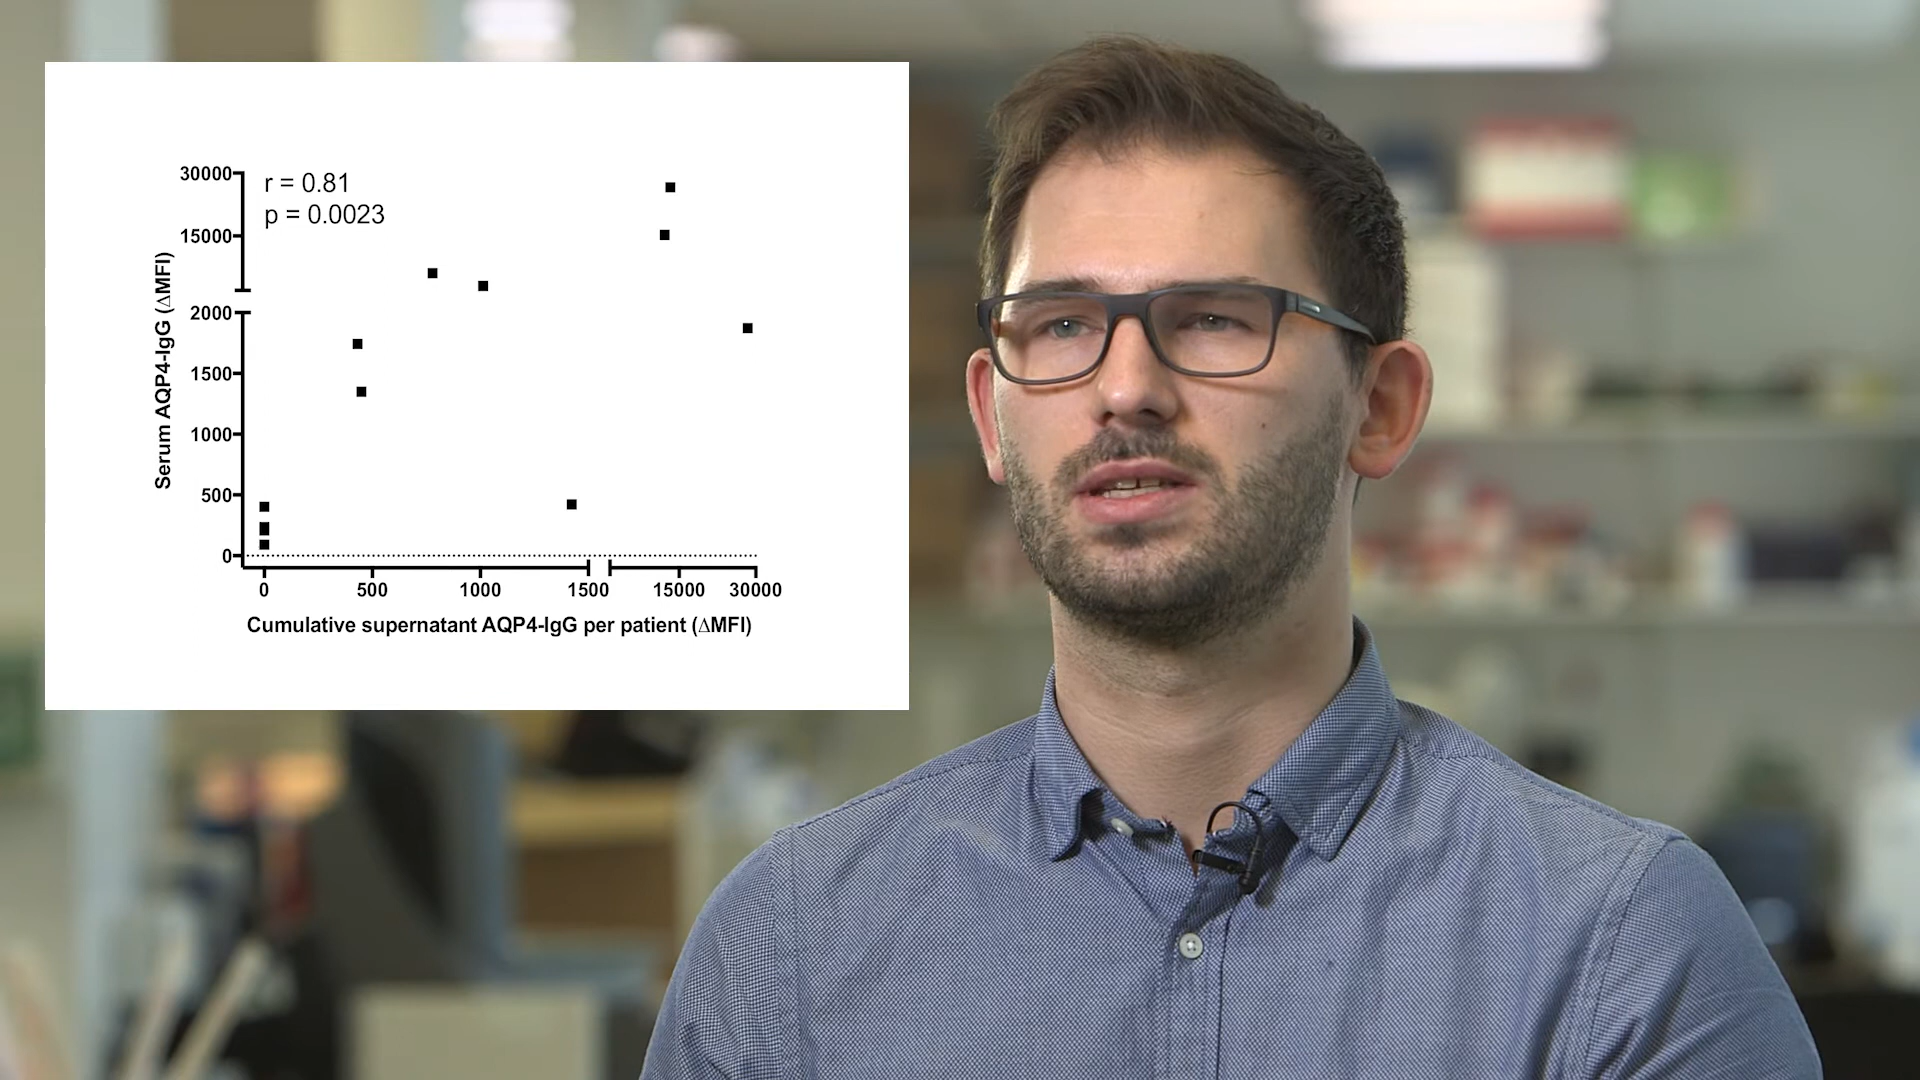 r = 0.81
p = 0.0023
30000
15000
2000
1500
1000
500
0
Serum AQP4-IgG (ΔMFI)
0 500 1000 1500 15000 30000
Cumulative supernatant AQP4-IgG per patient (ΔMFI)